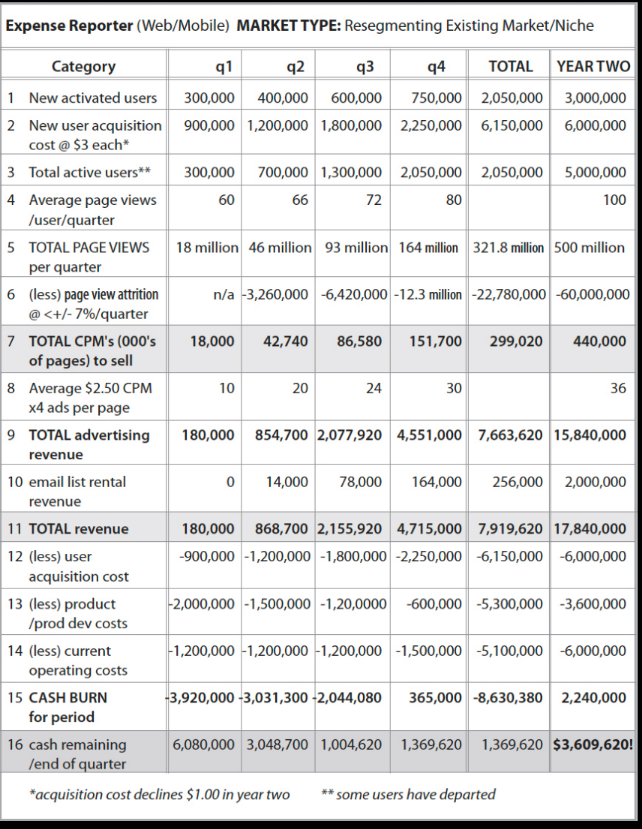 Expense Reporter (Web/Mobile) MARKET TYPE: Resegmenting Existing Market/Niche
Category q1 q2 q3 q4 TOTAL YEAR TWO
1 New activated users 300,000 400,000 600,000 750,000 2,050,000 3,000,000
2 New user acquisition 900,000 1,200,000 1,800,000 2,250,000 6,150,000 6,000,000
cost @ $3 each*
3 Total active users** 300,000 700,000 1,300,000 2,050,000 2,050,000 5,000,000
4 Average page views 60 66 72 80 100
/user/quarter
5 TOTAL PAGE VIEWS 18 million 46 million 93 million 164 million 321.8 million 500 million
per quarter
6 (less) page view attrition n/a -3,260,000 -6,420,000 -12.3 million -22,780,000 -60,000,000
@ <+/- 7%/quarter
7 TOTAL CPM's (000's 18,000 42,740 86,580 151,700 299,020 440,000
of pages) to sell
8 Average $2.50 CPM 10 20 24 30 36
x4 ads per page
9 TOTAL advertising 180,000 854,700 2,077,920 4,551,000 7,663,620 15,840,000
revenue
10 email list rental 0 14,000 78,000 164,000 256,000 2,000,000
revenue
11 TOTAL revenue 180,000 868,700 2,155,920 4,715,000 7,919,620 17,840,000
12 (less) user -900,000 -1,200,000 -1,800,000 -2,250,000 -6,150,000 -6,000,000
acquisition cost
13 (less) product -2,000,000 -1,500,000 -1,20,0000 -600,000 -5,300,000 -3,600,000
/prod dev costs
14 (less) current -1,200,000 -1,200,000 -1,200,000 -1,500,000 -5,100,000 -6,000,000
operating costs
15 CASH BURN -3,920,000 -3,031,300 -2,044,080 365,000 -8,630,380 2,240,000
for period
16 cash remaining 6,080,000 3,048,700 1,004,620 1,369,620 1,369,620 $3,609,620!
/end of quarter
*acquisition cost declines $1.00 in year two ** some users have departed